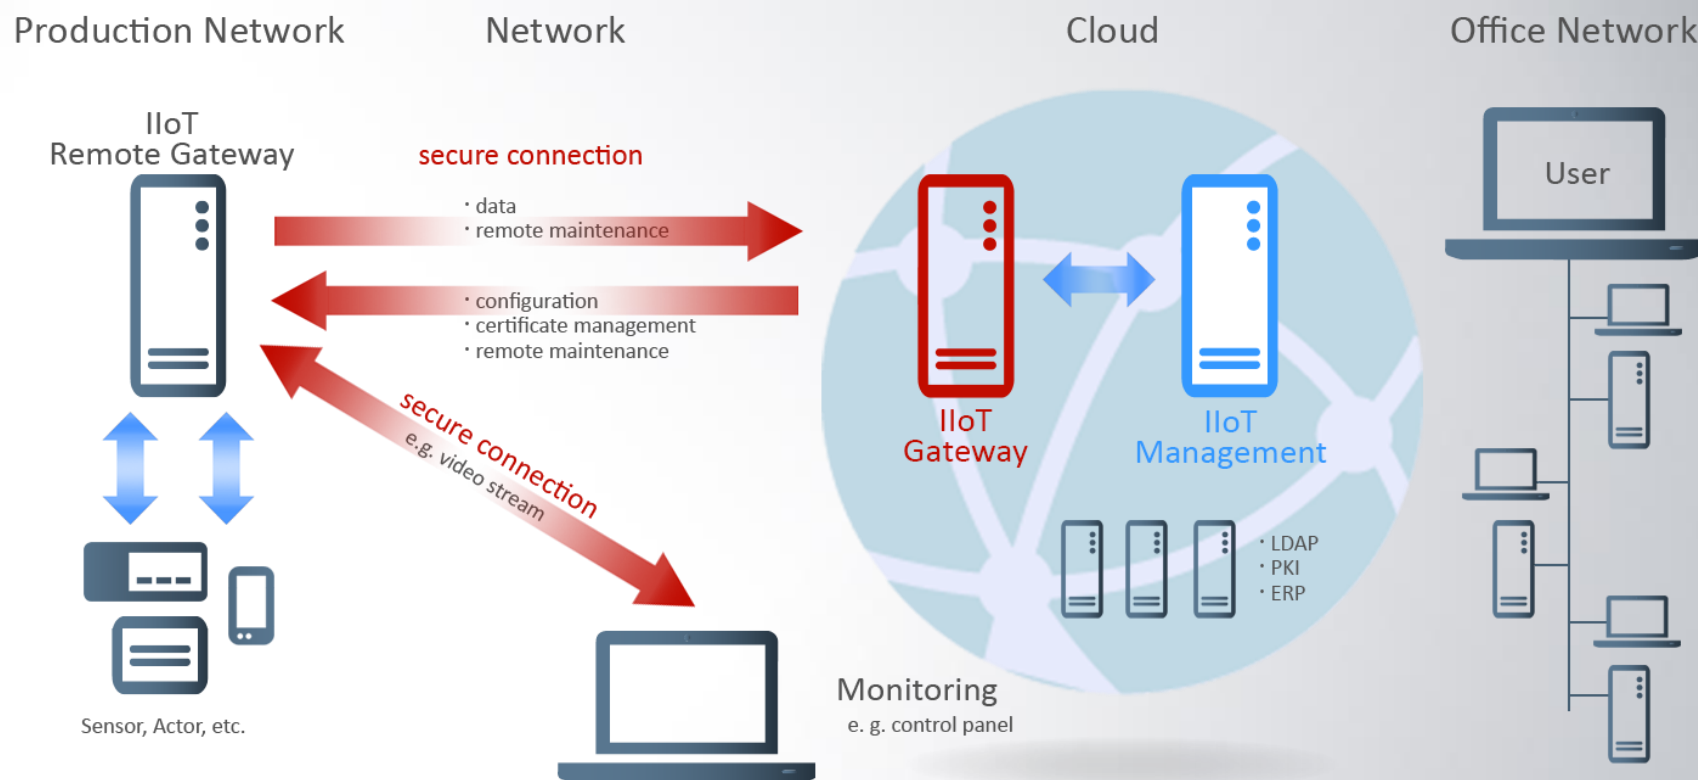 Production Network
Network
Cloud
Office Network
IIoT
Remote Gateway
secure connection
· data
· remote maintenance
· configuration
· certificate management
· remote maintenance
secure connection
e.g. video stream
Sensor, Actor, etc.
IIoT
Gateway
IIoT
Management
· LDAP
· PKI
· ERP
Monitoring
e. g. control panel
User